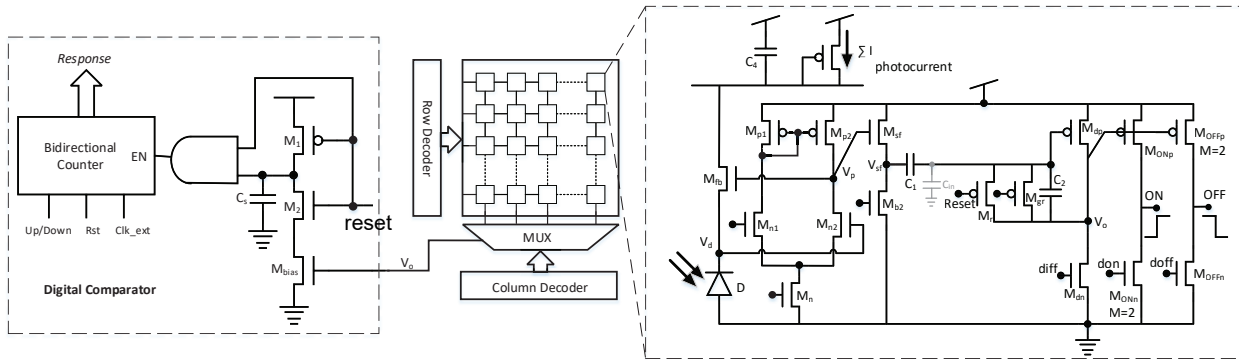 Response
Bidirectional
Counter
EN
Up/Down
Rst
Clk_ext
Digital Comparator
Cs
M1
M2
Mbias
reset
Vo
Row Decoder
MUX
Column Decoder
C4
∑ I
photocurrent
Mp1
Mp2
Msf
Mfb
Vp
Vsf
C1
Cin
Mb2
Mn1
Mn2
Vd
D
Mn
Reset
Mr
Mgr
C2
Mdp
MONp
MOFFp
M=2
Vo
ON
OFF
diff
Mdn
don
MONn
M=2
doff
MOFFn